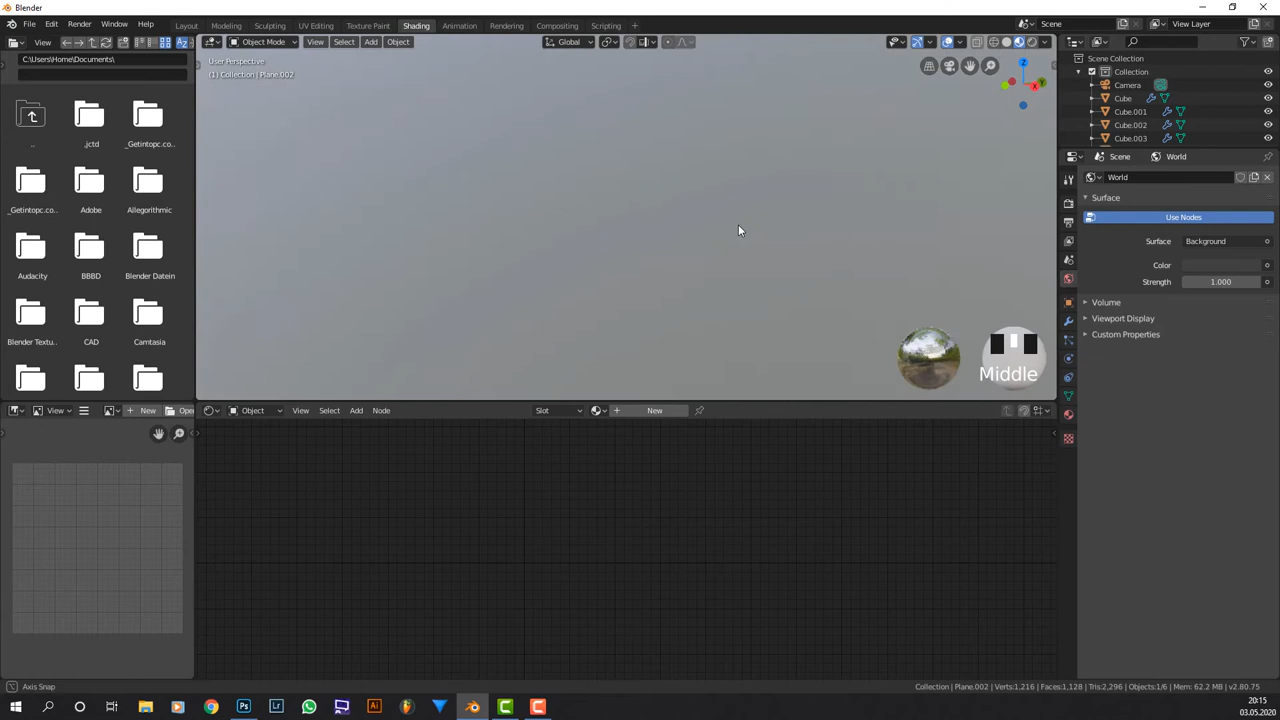 Blender
File Edit Render Window Help Layout Modeling Sculpting UV Editing Texture Paint Shading Animation Rendering Compositing Scripting + Scene View Layer
View Object Mode View Select Add Object Global
C:\Users\Home\Documents\
User Perspective
(1) Collection | Plane.002
Scene Collection
Collection
Camera
Cube
Cube.001
Cube.002
Cube.003
.. .jctd _Getintopc.co..
_Getintopc.co... Adobe Allegorithmic
Audacity BBBD Blender Datein
Blender Textu.. CAD Camtasia
Scene World
World
Surface
Use Nodes
Surface Background
Color
Strength 1.000
Volume
Viewport Display
Custom Properties
Z
X
Y
Middle
View New Open Object View Select Add Node Slot New
Axis Snap
Collection | Plane.002 | Verts:1,216 | Faces:1,128 | Tris:2,296 | Objects:1/6 | Mem: 62.2 MB | v2.80.75
Ps Lr Ai
20:15
03.05.2020